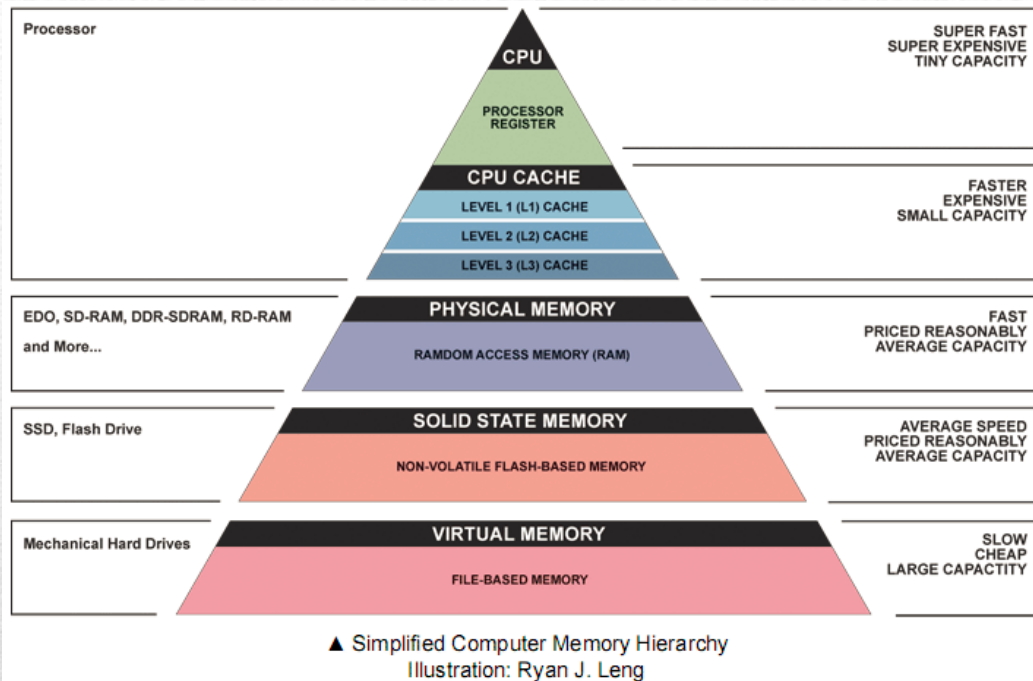 Processor
CPU
SUPER FAST
SUPER EXPENSIVE
TINY CAPACITY
PROCESSOR
REGISTER
CPU CACHE
LEVEL 1 (L1) CACHE
LEVEL 2 (L2) CACHE
LEVEL 3 (L3) CACHE
FASTER
EXPENSIVE
SMALL CAPACITY
EDO, SD-RAM, DDR-SDRAM, RD-RAM
and More...
PHYSICAL MEMORY
RAMDOM ACCESS MEMORY (RAM)
FAST
PRICED REASONABLY
AVERAGE CAPACITY
SSD, Flash Drive
SOLID STATE MEMORY
NON-VOLATILE FLASH-BASED MEMORY
AVERAGE SPEED
PRICED REASONABLY
AVERAGE CAPACITY
Mechanical Hard Drives
VIRTUAL MEMORY
FILE-BASED MEMORY
SLOW
CHEAP
LARGE CAPACTITY
▲ Simplified Computer Memory Hierarchy
Illustration: Ryan J. Leng